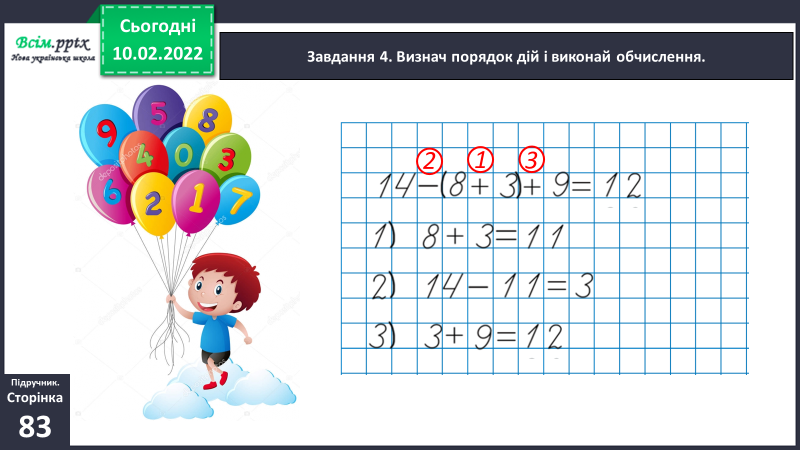 Всім.pptx
Нова українська школа
Сьогодні
10.02.2022
Завдання 4. Визнач порядок дій і виконай обчислення.
9 5 8
4 0 3
6 2 1 7
2 1 3
14-(8+3)+9=12
1) 8+3=11
2) 14-11=3
3) 3+9=12
Підручник.
Сторінка
83